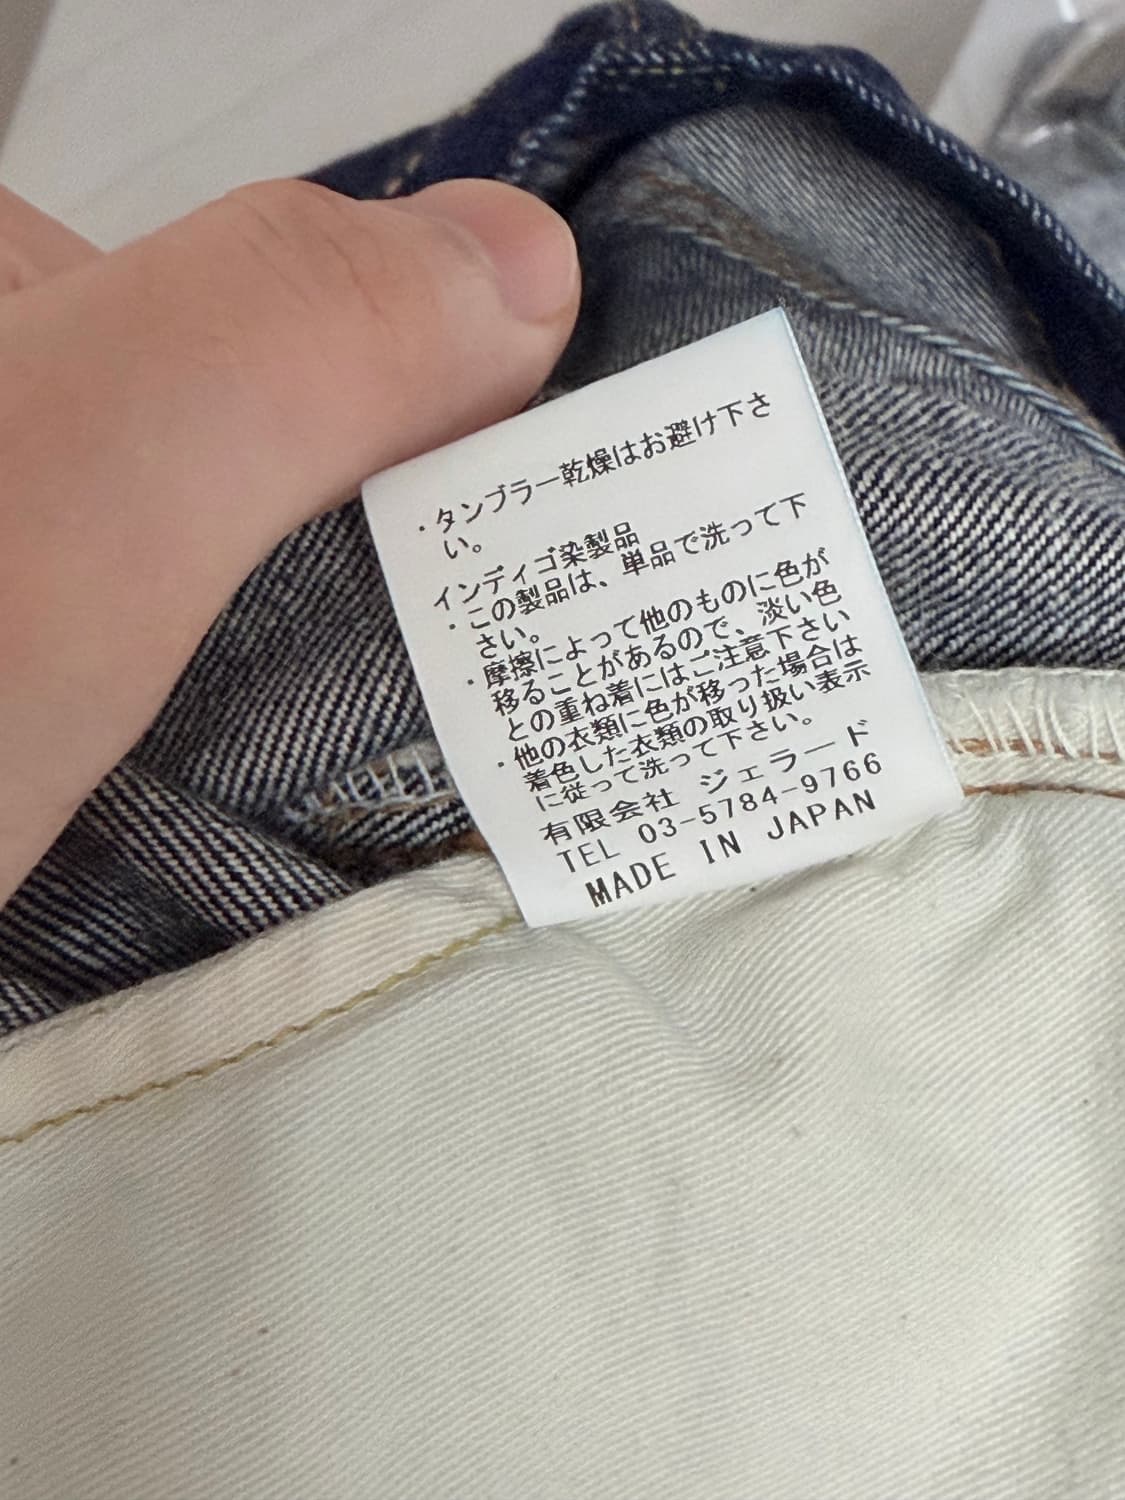 ・タンブラー乾燥はお避け下さ
い。
インディゴ染製品
・この製品は、単品で洗って下
さい。
・摩擦によって他のものに色が
移ることがあるので、淡い色
との重ね着にはご注意下さい
・他の衣類に色が移った場合は
着色した衣類の取り扱い表示
に従って洗って下さい。
有限会社 ジェラード
TEL 03-5784-9766
MADE IN JAPAN